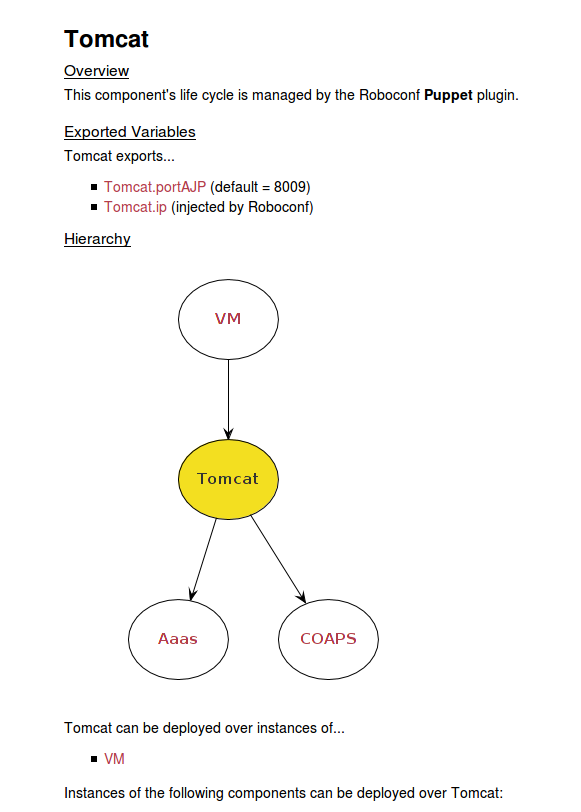 Tomcat
Overview
This component's life cycle is managed by the Roboconf Puppet plugin.
Exported Variables
Tomcat exports...
Tomcat.portAJP (default = 8009)
Tomcat.ip (injected by Roboconf)
Hierarchy
VM
Tomcat
Aaas
COAPS
Tomcat can be deployed over instances of...
VM
Instances of the following components can be deployed over Tomcat: